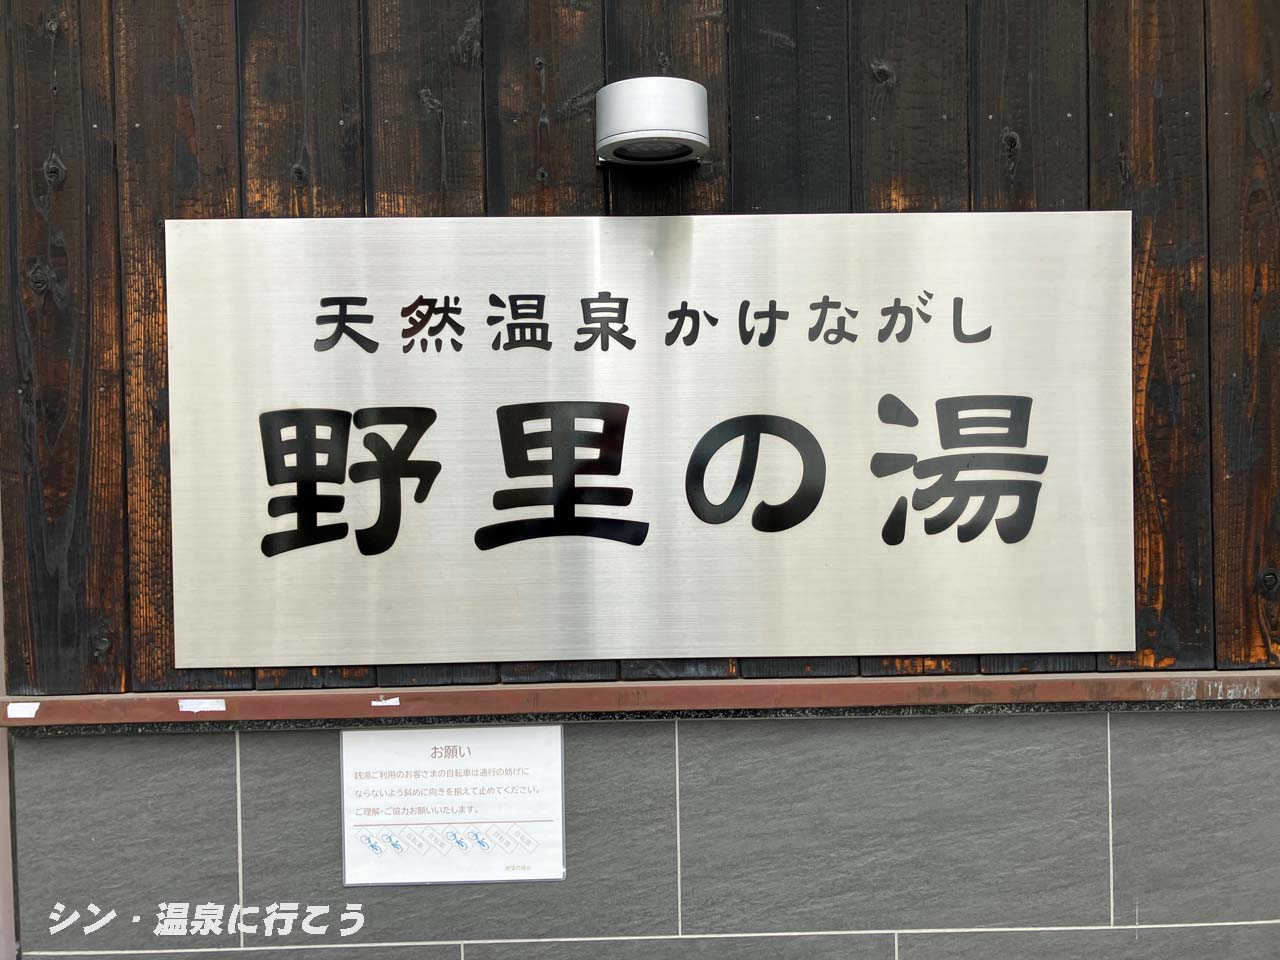 天然温泉かけながし
野里の湯
お願い
銭湯ご利用のお客さまの自転車は通行の妨げに
ならないよう斜めに向きを揃えて止めてください。
ご理解・ご協力お願いいたします。
シン・温泉に行こう